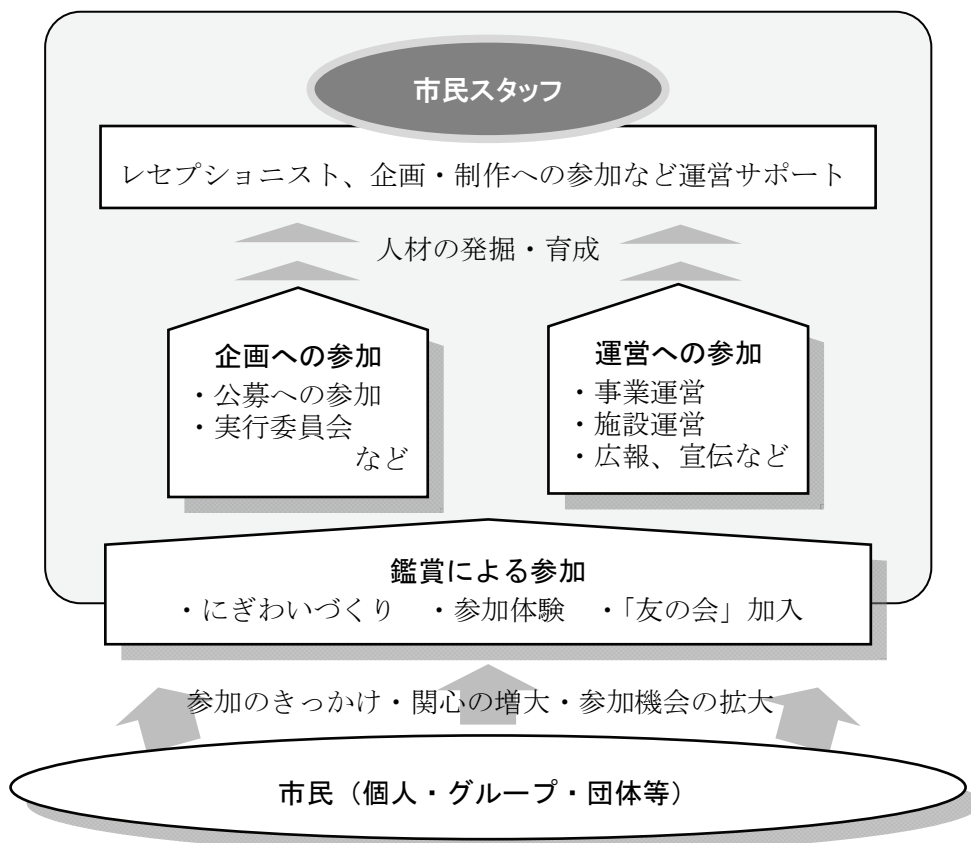 市民スタッフ
レセプショニスト、企画・制作への参加など運営サポート
人材の発掘・育成
企画への参加
・公募への参加
・実行委員会
など
運営への参加
・事業運営
・施設運営
・広報、宣伝など
鑑賞による参加
・にぎわいづくり　・参加体験　・「友の会」加入
参加のきっかけ・関心の増大・参加機会の拡大
市民（個人・グループ・団体等）